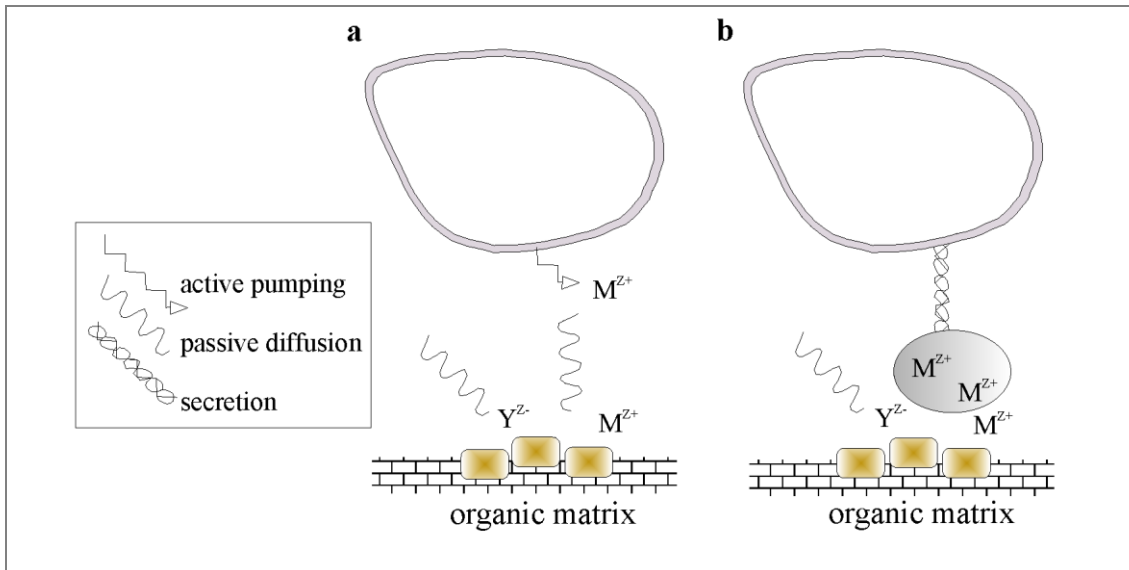 a
b
active pumping
passive diffusion
secretion
M^Z+
Y^Z-
M^Z+
organic matrix
M^Z+
M^Z+
Y^Z-
M^Z+
organic matrix